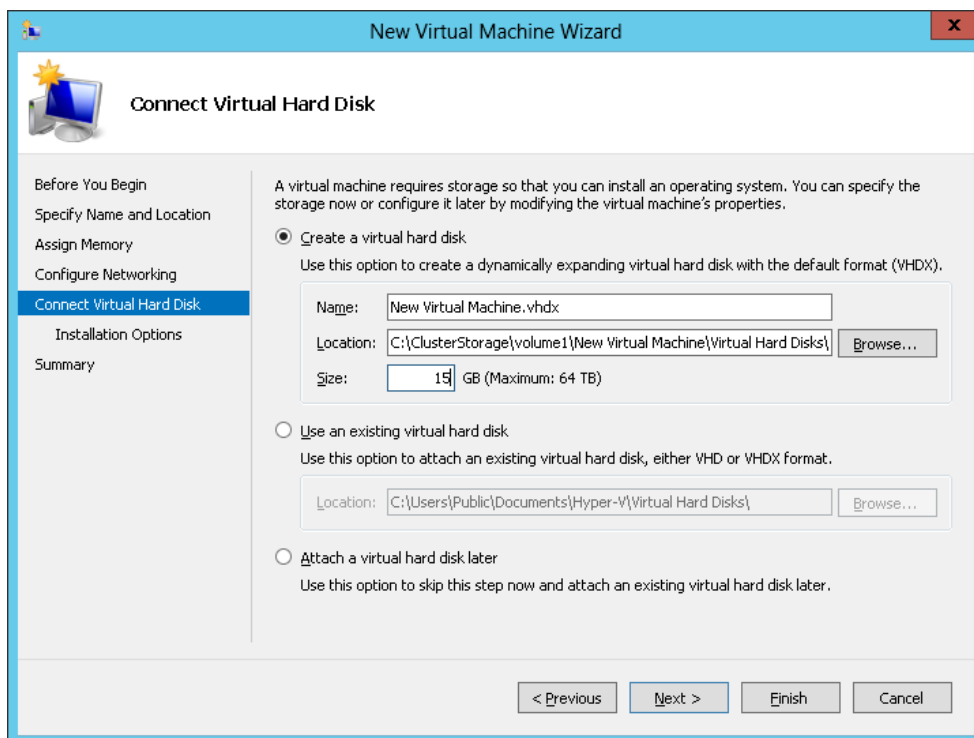 New Virtual Machine Wizard
x
Connect Virtual Hard Disk
Before You Begin
Specify Name and Location
Assign Memory
Configure Networking
Connect Virtual Hard Disk
Installation Options
Summary
A virtual machine requires storage so that you can install an operating system. You can specify the
storage now or configure it later by modifying the virtual machine's properties.
Create a virtual hard disk
Use this option to create a dynamically expanding virtual hard disk with the default format (VHDX).
Name: New Virtual Machine.vhdx
Location: C:\ClusterStorage\volume1\New Virtual Machine\Virtual Hard Disks\ Browse...
Size: 15 GB (Maximum: 64 TB)
Use an existing virtual hard disk
Use this option to attach an existing virtual hard disk, either VHD or VHDX format.
Location: C:\Users\Public\Documents\Hyper-V\Virtual Hard Disks\ Browse...
Attach a virtual hard disk later
Use this option to skip this step now and attach an existing virtual hard disk later.
< Previous Next > Finish Cancel